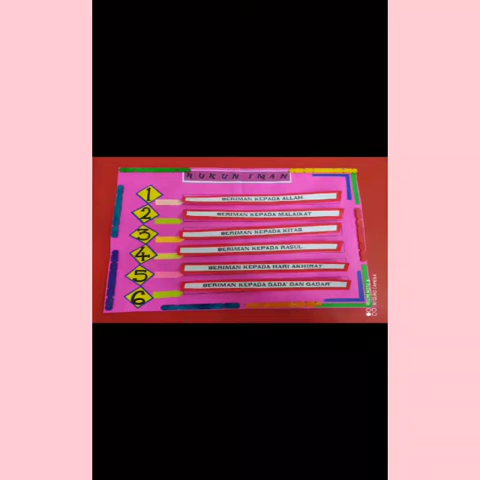 RUKUN IMAN
1
BERIMAN KEPADA ALLAH
2
BERIMAN KEPADA MALAIKAT
3
BERIMAN KEPADA KITAB
4
BERIMAN KEPADA RASUL
5
BERIMAN KEPADA HARI AKHIRAT
6
BERIMAN KEPADA QADA' DAN QADAR